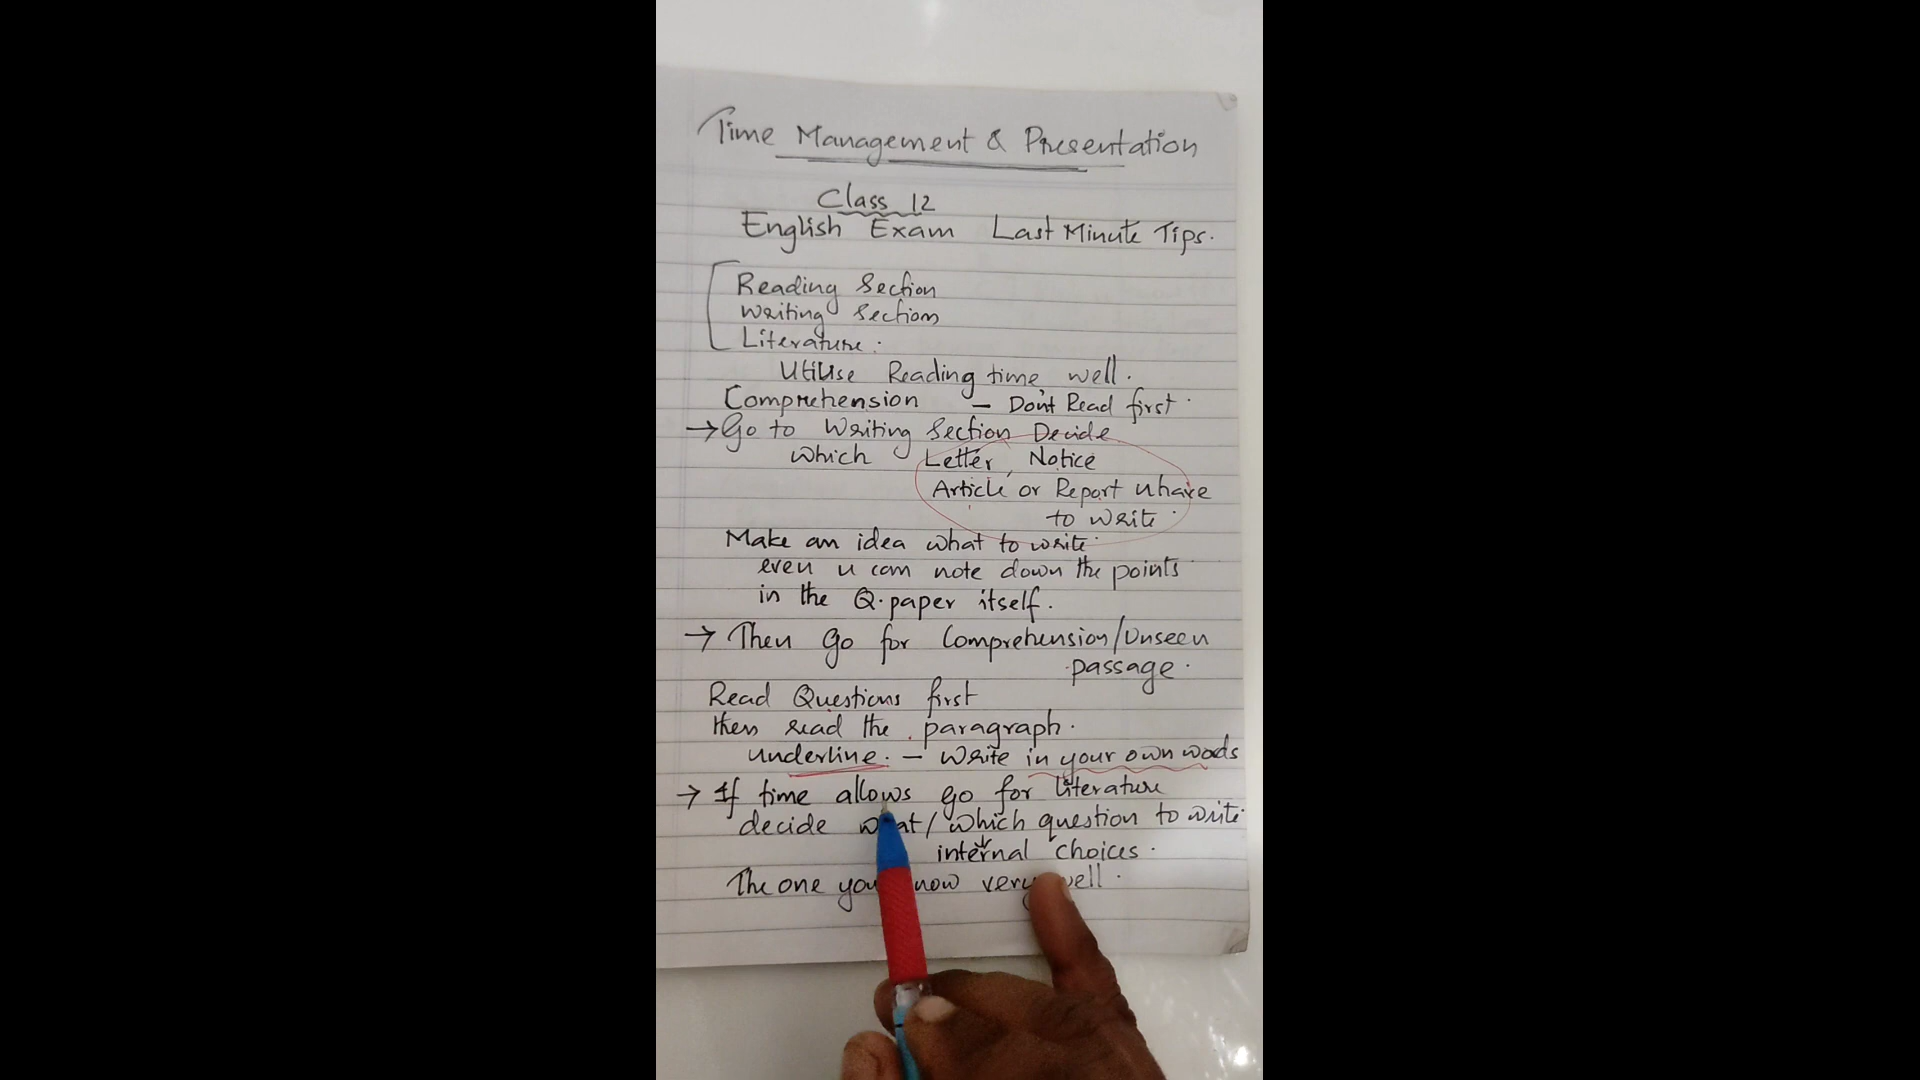 Time Management & Presentation
Class 12
English Exam Last Minute Tips.
Reading Section
Writing Section
Literature:
Utilise Reading time well.
Comprehension - Don't Read first.
→ Go to Writing Section Decide
which Letter, Notice
Article or Report u have
to write.
Make an idea what to write.
even u can note down the points
in the Q.paper itself.
→ Then Go for Comprehension/Unseen
passage.
Read Questions first
then read the paragraph.
underline. - Write in your own wods
→ If time allows go for literature
decide what/which question to write.
internal choices.
The one you now very well.